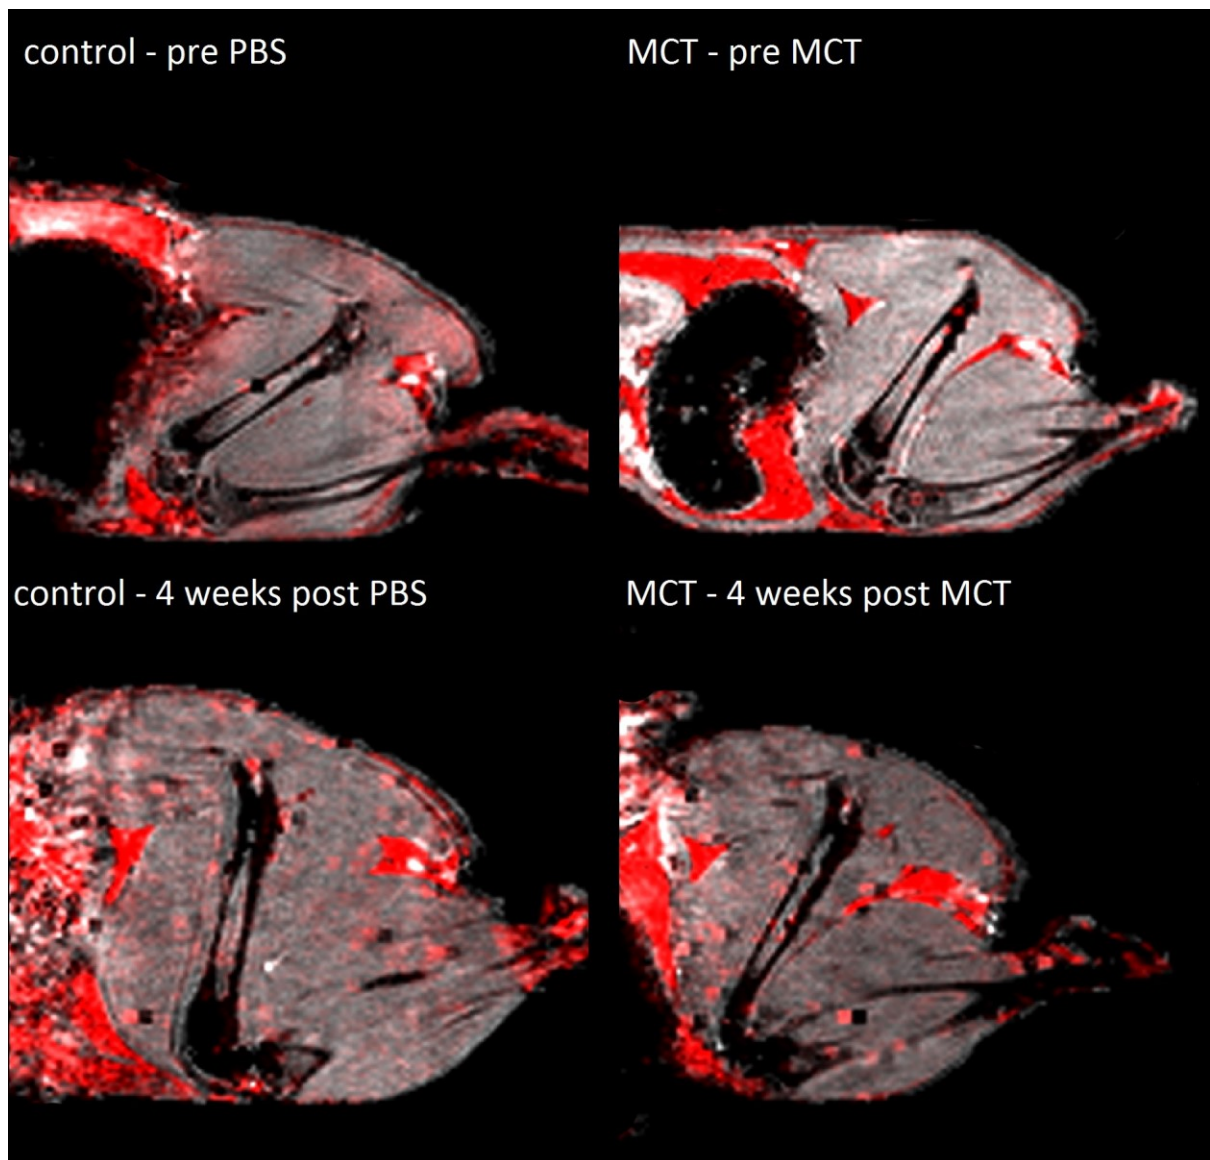 control - pre PBS
MCT - pre MCT
control - 4 weeks post PBS
MCT - 4 weeks post MCT